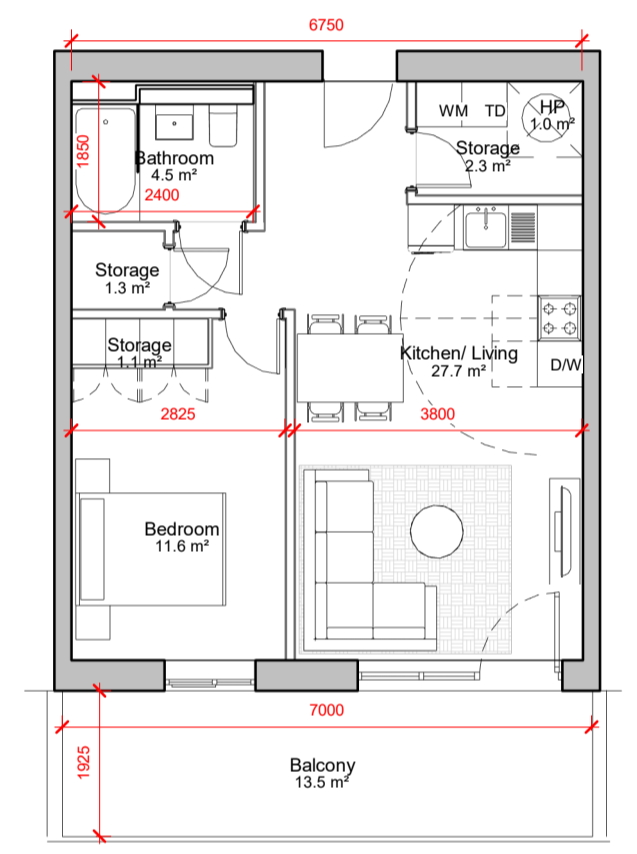 6750
WM TD
HP
1.0 m²
1850
Bathroom
4.5 m²
2400
Storage
2.3 m²
Storage
1.3 m²
Storage
1.1 m²
Kitchen/ Living
27.7 m²
D/W
2825
3800
Bedroom
11.6 m²
7000
1925
Balcony
13.5 m²